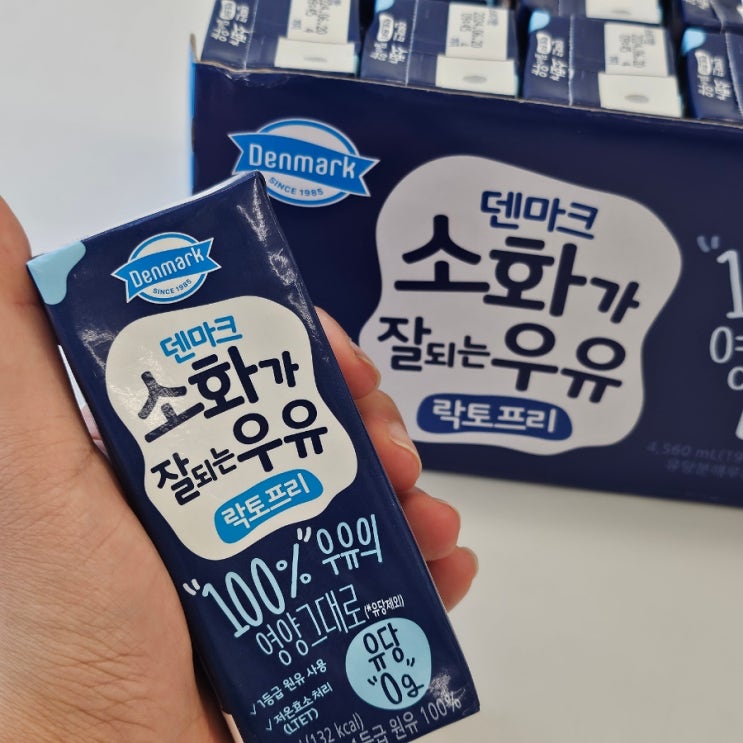 Denmark
SINCE 1985
덴마크
소화가
잘되는우유
락토프리
4,560 mL
Denmark
SINCE 1985
덴마크
소화가
잘되는우유
락토프리
"100%"우유의
영양그대로(*유당제외)
유당
"0g"
✓ 1등급 원유 사용
✓ 저온효소처리
(LTET)
(132 kcal)
1등급 원유 100%